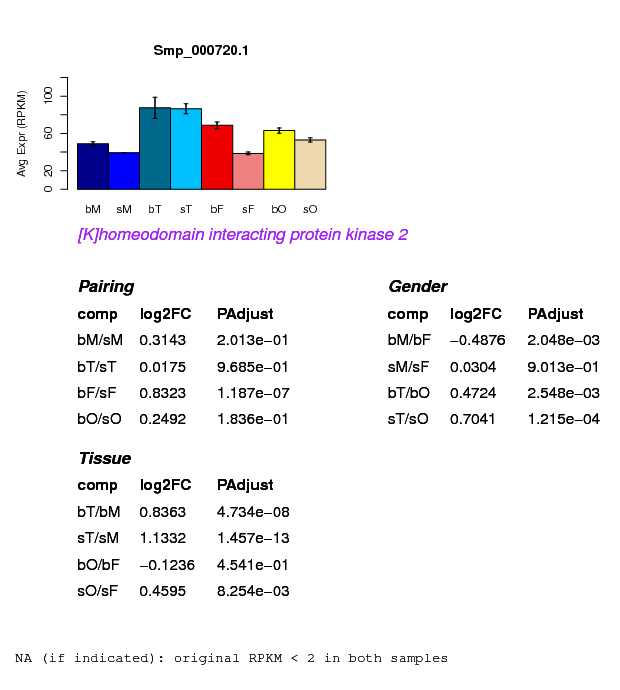 Smp_000720.1
Avg Expr (RPKM)
100
60
20
0
bM sM bT sT bF sF bO sO
[K]homeodomain interacting protein kinase 2
Pairing
comp log2FC PAdjust
bM/sM 0.3143 2.013e−01
bT/sT 0.0175 9.685e−01
bF/sF 0.8323 1.187e−07
bO/sO 0.2492 1.836e−01
Gender
comp log2FC PAdjust
bM/bF −0.4876 2.048e−03
sM/sF 0.0304 9.013e−01
bT/bO 0.4724 2.548e−03
sT/sO 0.7041 1.215e−04
Tissue
comp log2FC PAdjust
bT/bM 0.8363 4.734e−08
sT/sM 1.1332 1.457e−13
bO/bF −0.1236 4.541e−01
sO/sF 0.4595 8.254e−03
NA (if indicated): original RPKM < 2 in both samples